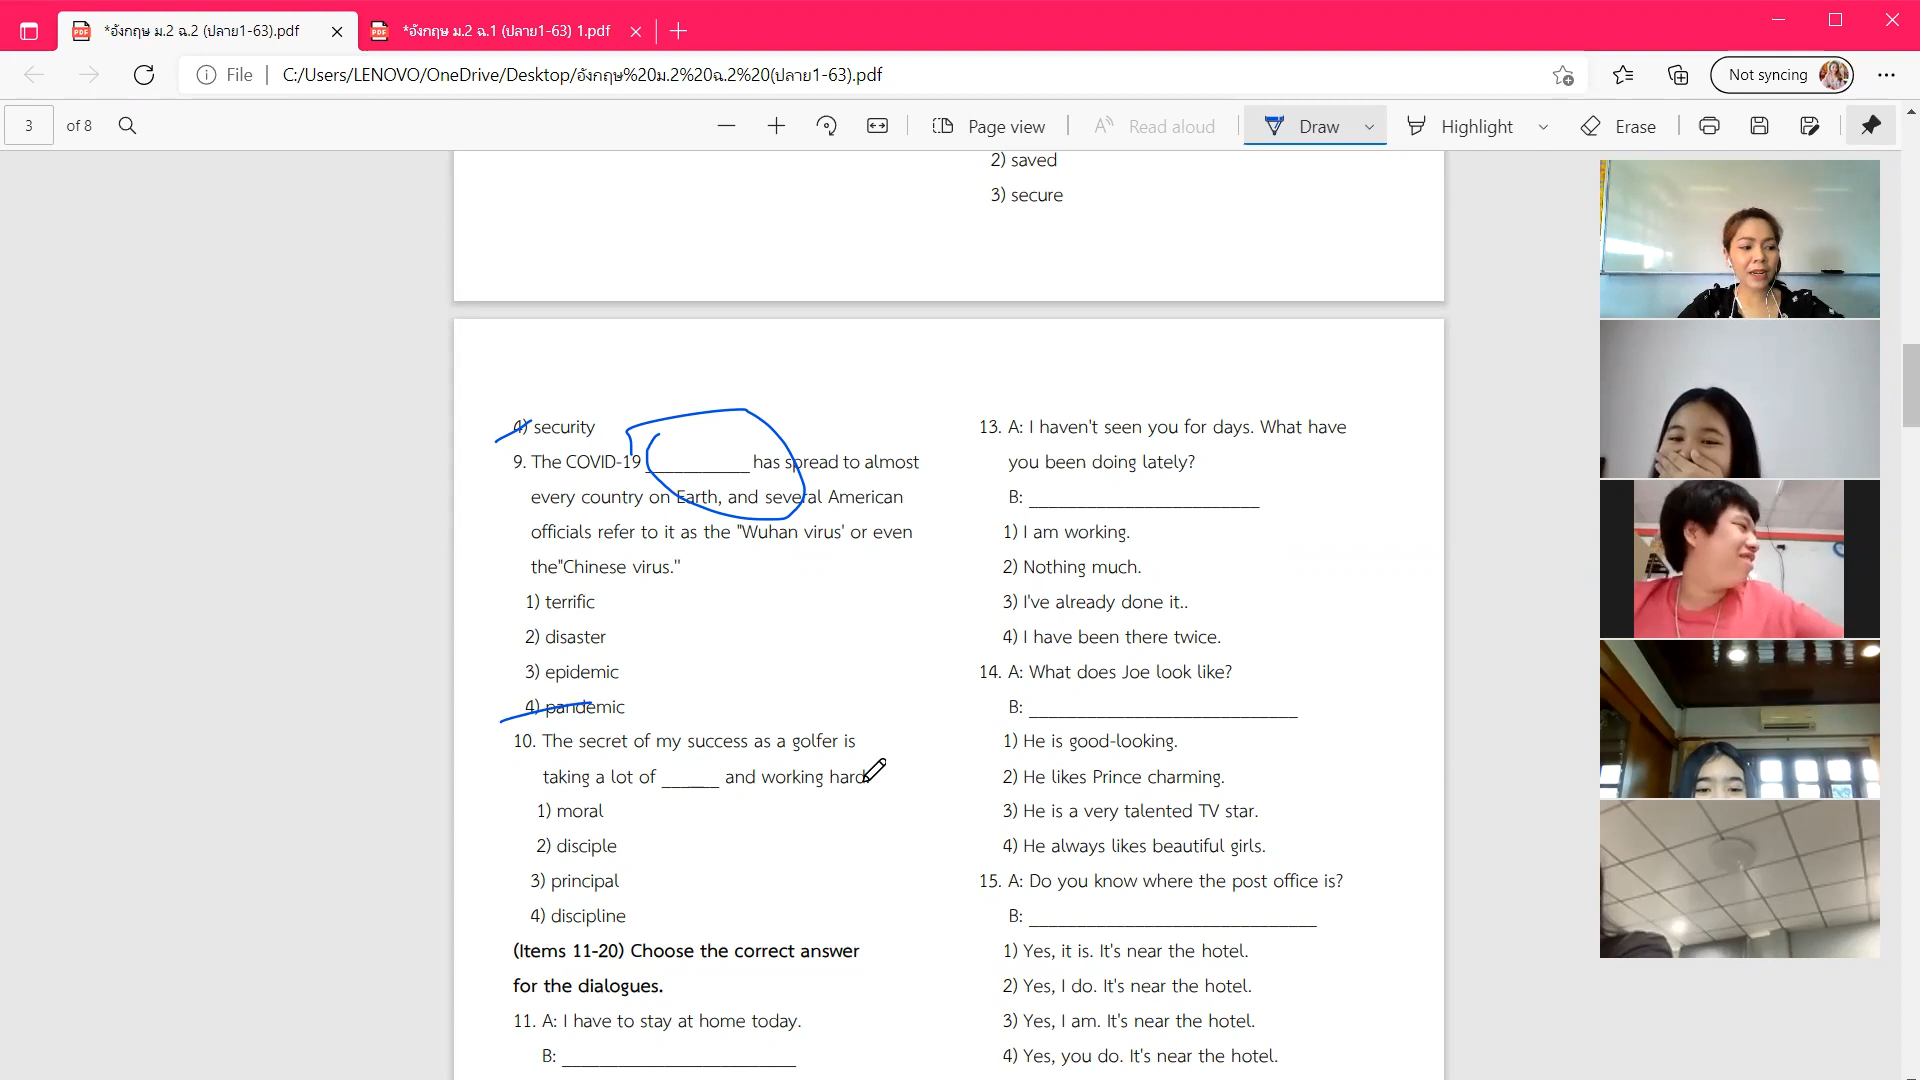 *อังกฤษ ม.2 ฉ.2 (ปลาย1-63).pdf
*อังกฤษ ม.2 ฉ.1 (ปลาย1-63) 1.pdf
File
C:/Users/LENOVO/OneDrive/Desktop/อังกฤษ%20ม.2%20ฉ.2%20(ปลาย1-63).pdf
Not syncing
3 of 8
Page view
Read aloud
Draw
Highlight
Erase
2) saved
3) secure
4) security
9. The COVID-19 ___________ has spread to almost
every country on Earth, and several American
officials refer to it as the "Wuhan virus' or even
the"Chinese virus."
1) terrific
2) disaster
3) epidemic
4) pandemic
10. The secret of my success as a golfer is
taking a lot of ______ and working hard
1) moral
2) disciple
3) principal
4) discipline
(Items 11-20) Choose the correct answer
for the dialogues.
11. A: I have to stay at home today.
B: ________________________
13. A: I haven't seen you for days. What have
you been doing lately?
B: ________________________
1) I am working.
2) Nothing much.
3) I've already done it..
4) I have been there twice.
14. A: What does Joe look like?
B: ____________________________
1) He is good-looking.
2) He likes Prince charming.
3) He is a very talented TV star.
4) He always likes beautiful girls.
15. A: Do you know where the post office is?
B: ______________________________
1) Yes, it is. It's near the hotel.
2) Yes, I do. It's near the hotel.
3) Yes, I am. It's near the hotel.
4) Yes, you do. It's near the hotel.